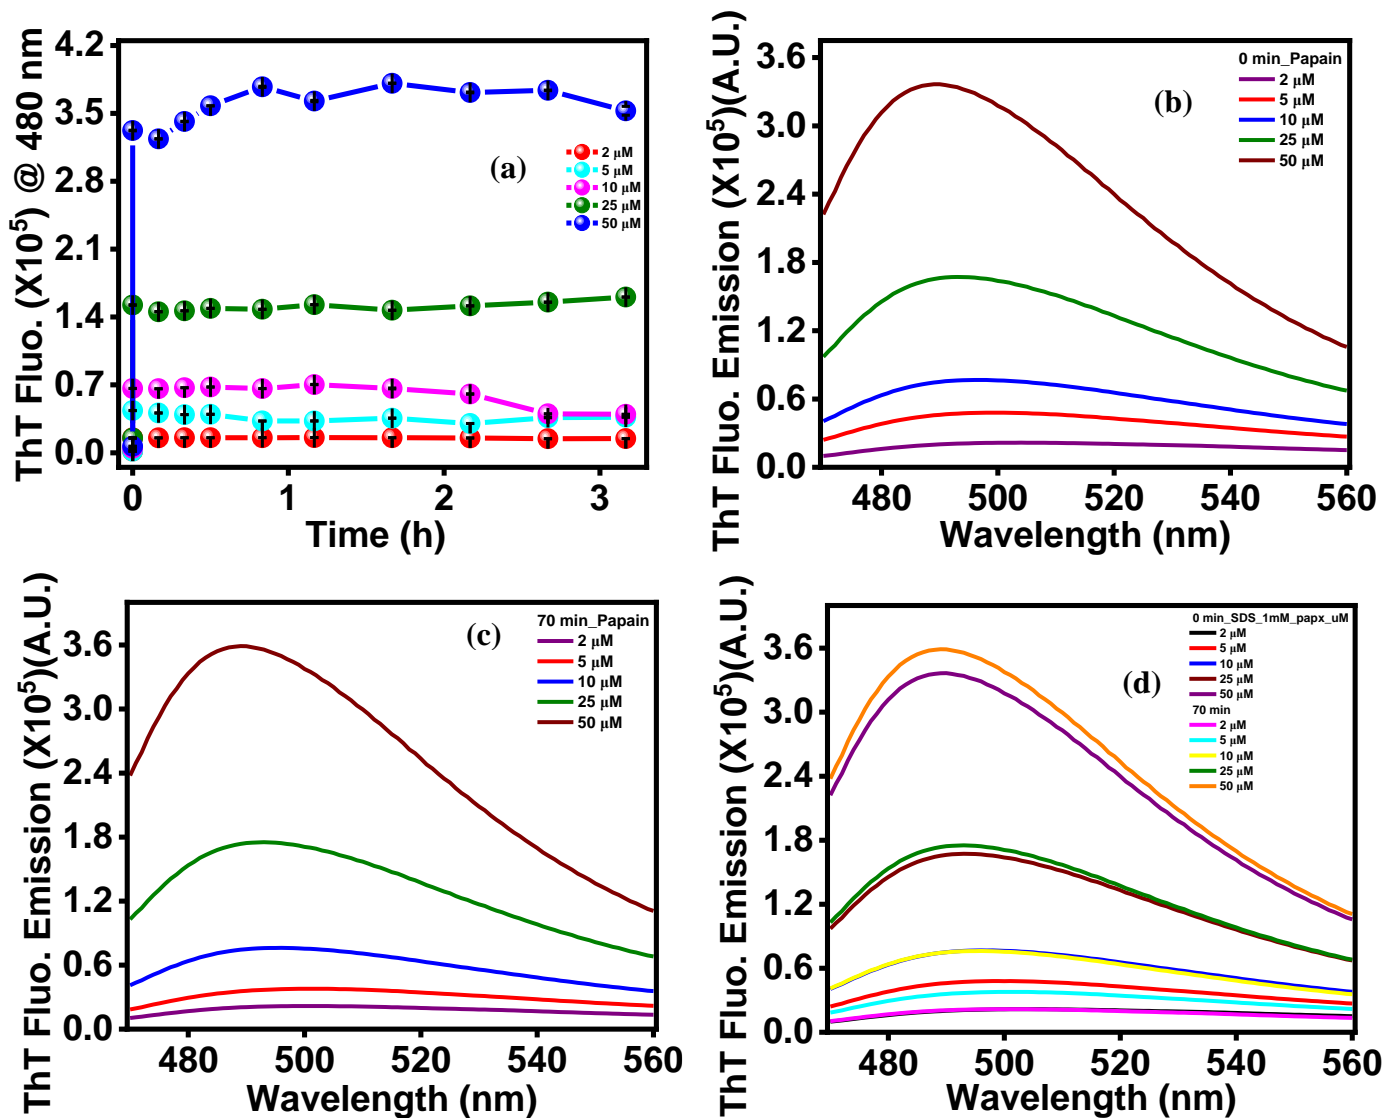 ThT Fluo. (X10⁵) @ 480 nm
4.2
3.5
2.8
2.1
1.4
0.7
0.0
0 1 2 3
Time (h)
(a)
2 μM
5 μM
10 μM
25 μM
50 μM
ThT Fluo. Emission (X10⁵)(A.U.)
3.6
3.0
2.4
1.8
1.2
0.6
0.0
480 500 520 540 560
Wavelength (nm)
(b)
0 min_Papain
2 μM
5 μM
10 μM
25 μM
50 μM
ThT Fluo. Emission (X10⁵)(A.U.)
3.6
3.0
2.4
1.8
1.2
0.6
0.0
480 500 520 540 560
Wavelength (nm)
(c)
70 min_Papain
2 μM
5 μM
10 μM
25 μM
50 μM
ThT Fluo. Emission (X10⁵)(A.U.)
3.6
3.0
2.4
1.8
1.2
0.6
0.0
480 500 520 540 560
Wavelength (nm)
(d)
0 min_SDS_1mM_papx_uM
2 μM
5 μM
10 μM
25 μM
50 μM
70 min
2 μM
5 μM
10 μM
25 μM
50 μM